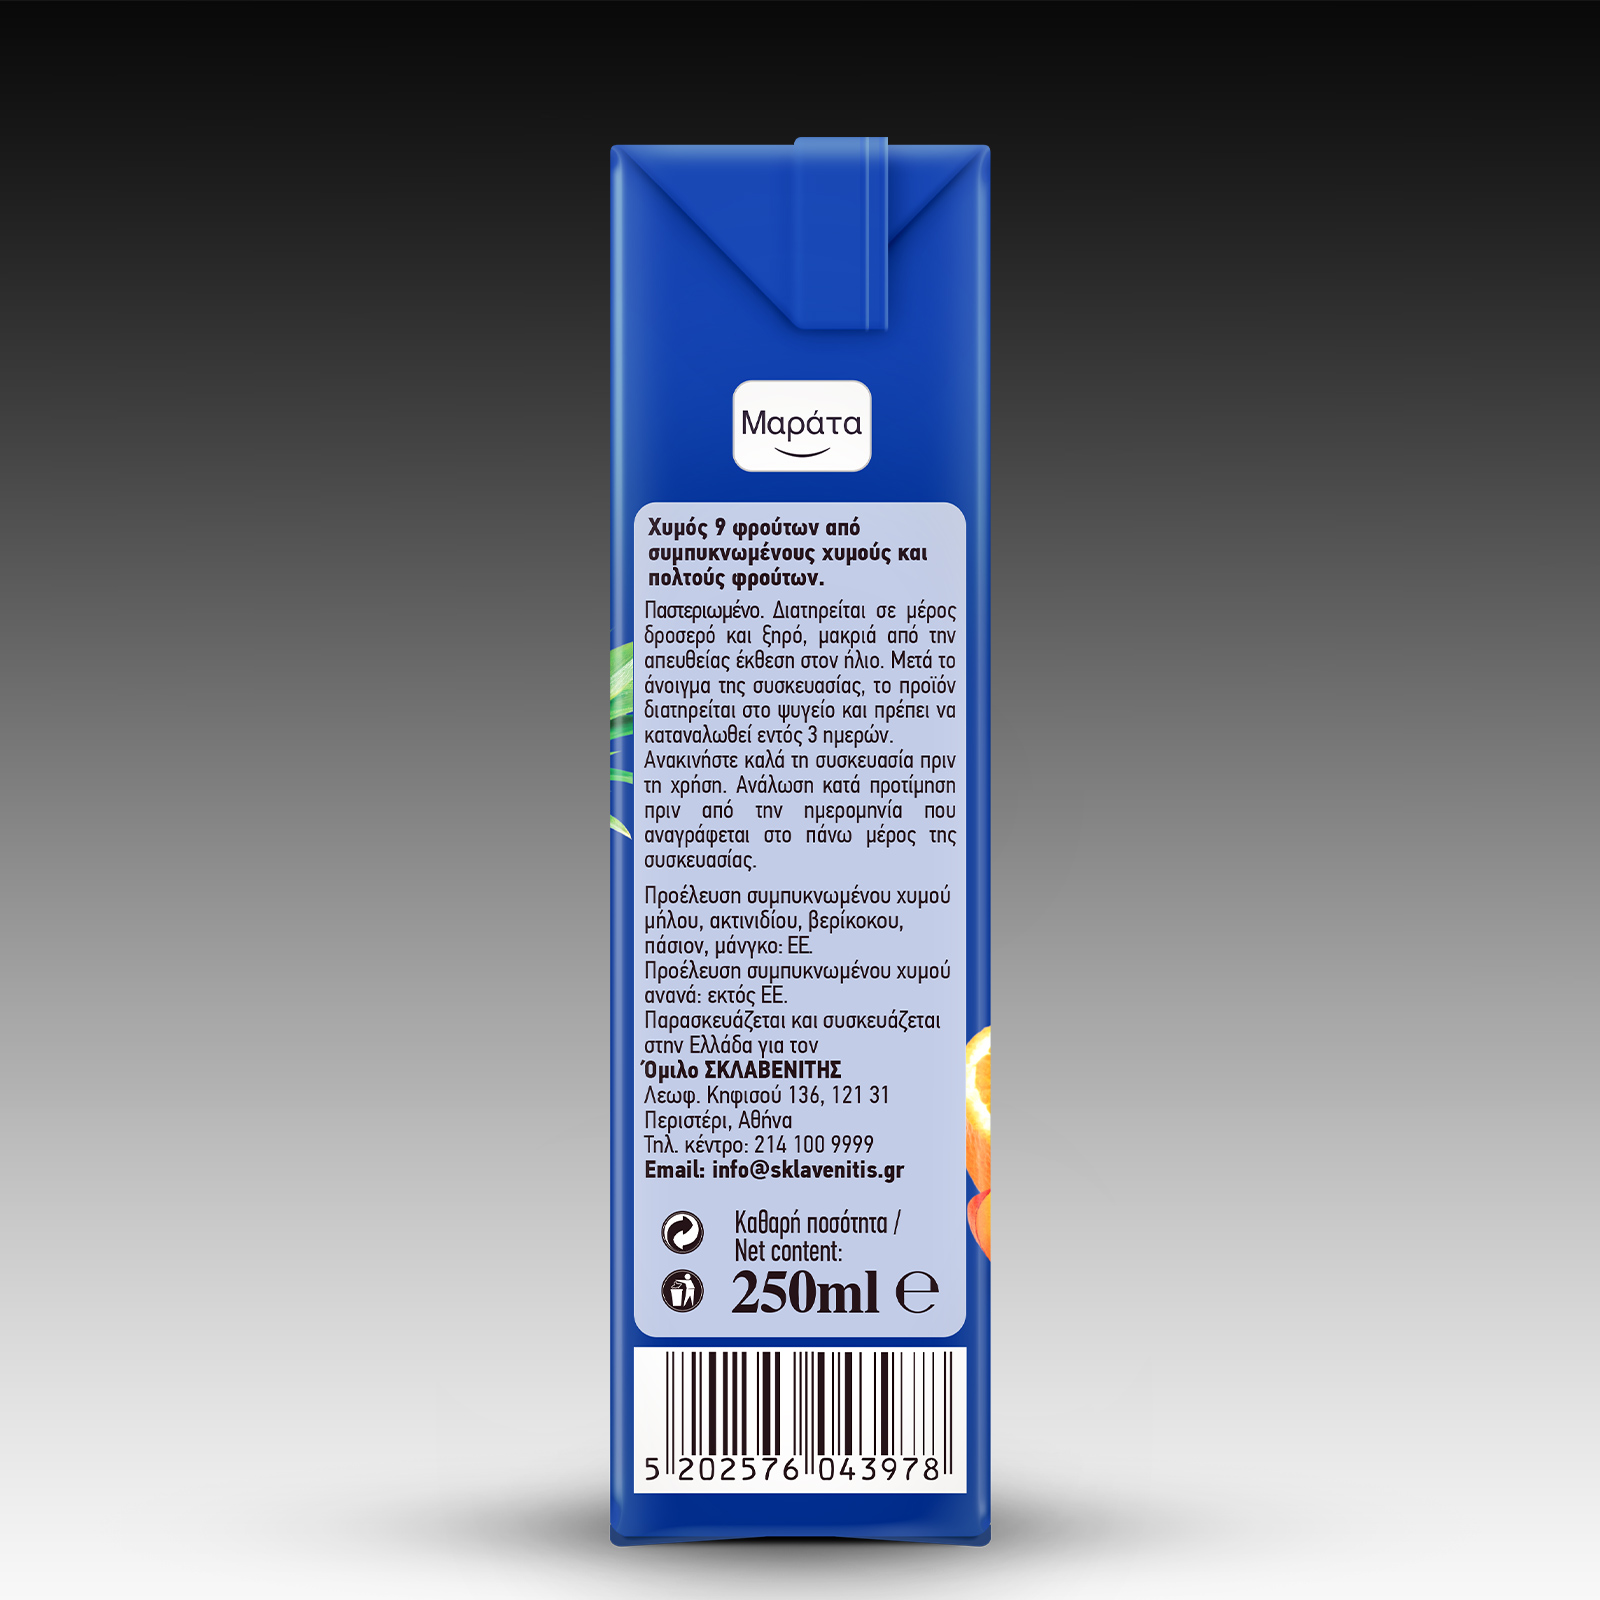 Μαράτα
Χυμός 9 φρούτων από
συμπυκνωμένους χυμούς και
πολτούς φρούτων.
Παστεριωμένο. Διατηρείται σε μέρος
δροσερό και ξηρό, μακριά από την
απευθείας έκθεση στον ήλιο. Μετά το
άνοιγμα της συσκευασίας, το προϊόν
διατηρείται στο ψυγείο και πρέπει να
καταναλωθεί εντός 3 ημερών.
Ανακινήστε καλά τη συσκευασία πριν
τη χρήση. Ανάλωση κατά προτίμηση
πριν από την ημερομηνία που
αναγράφεται στο πάνω μέρος της
συσκευασίας.
Προέλευση συμπυκνωμένου χυμού
μήλου, ακτινιδίου, βερίκοκου,
πάσιον, μάνγκο: ΕΕ.
Προέλευση συμπυκνωμένου χυμού
ανανά: εκτός ΕΕ.
Παρασκευάζεται και συσκευάζεται
στην Ελλάδα για τον
Όμιλο ΣΚΛΑΒΕΝΙΤΗΣ
Λεωφ. Κηφισού 136, 121 31
Περιστέρι, Αθήνα
Τηλ. κέντρο: 214 100 9999
Email: info@sklavenitis.gr
Καθαρή ποσότητα /
Net content:
250ml ℮
5 202576 043978